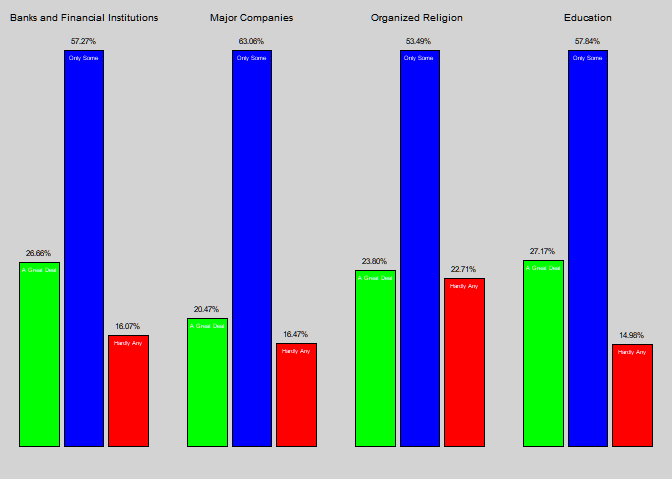 Banks and Financial Institutions
Major Companies
Organized Religion
Education
57.27%
63.06%
53.49%
57.84%
Only Some
Only Some
Only Some
Only Some
26.66%
20.47%
23.80%
27.17%
A Great Deal
A Great Deal
A Great Deal
A Great Deal
16.07%
16.47%
22.71%
14.98%
Hardly Any
Hardly Any
Hardly Any
Hardly Any